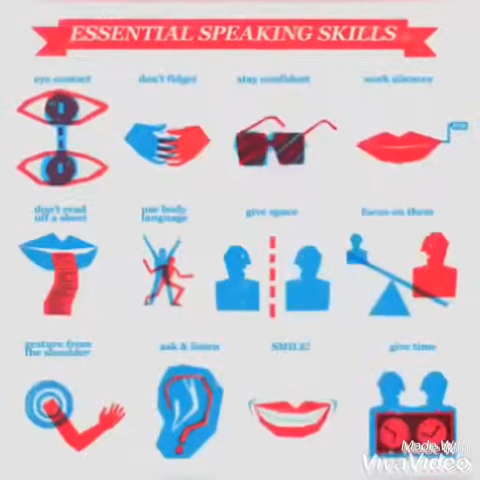 ESSENTIAL SPEAKING SKILLS
eye contact
don't fidget
stay confident
work silences
don't read
off a sheet
use body
language
give space
focus on them
gesture from
the shoulder
ask & listen
SMILE!
give time
Made With
VivaVideo